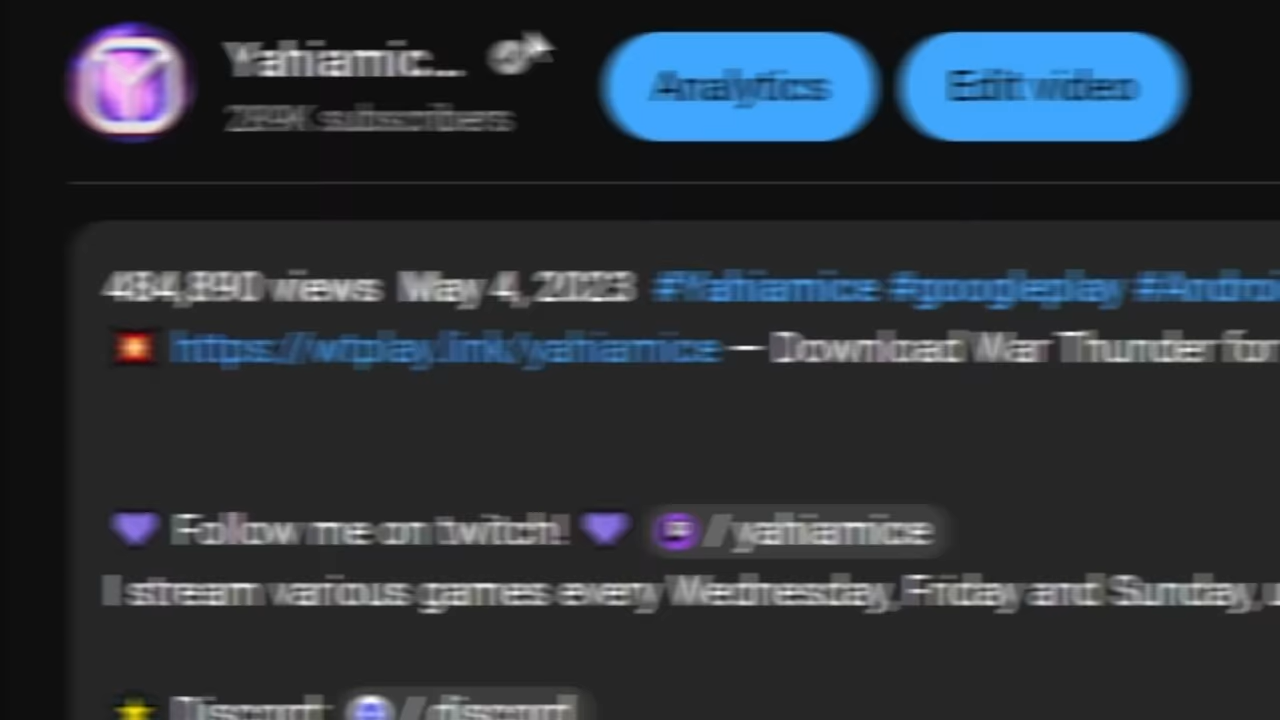 Yahiamic...
subscribers
Analytics
Edit video
views May 4, 2023 #Yahiamice #googleplay
https://wtplay.link/yahiamice — Download War Thunder for
Follow me on twitch! /yahiamice
I stream various games every Wednesday, Friday and Sunday,
Discord: /discord